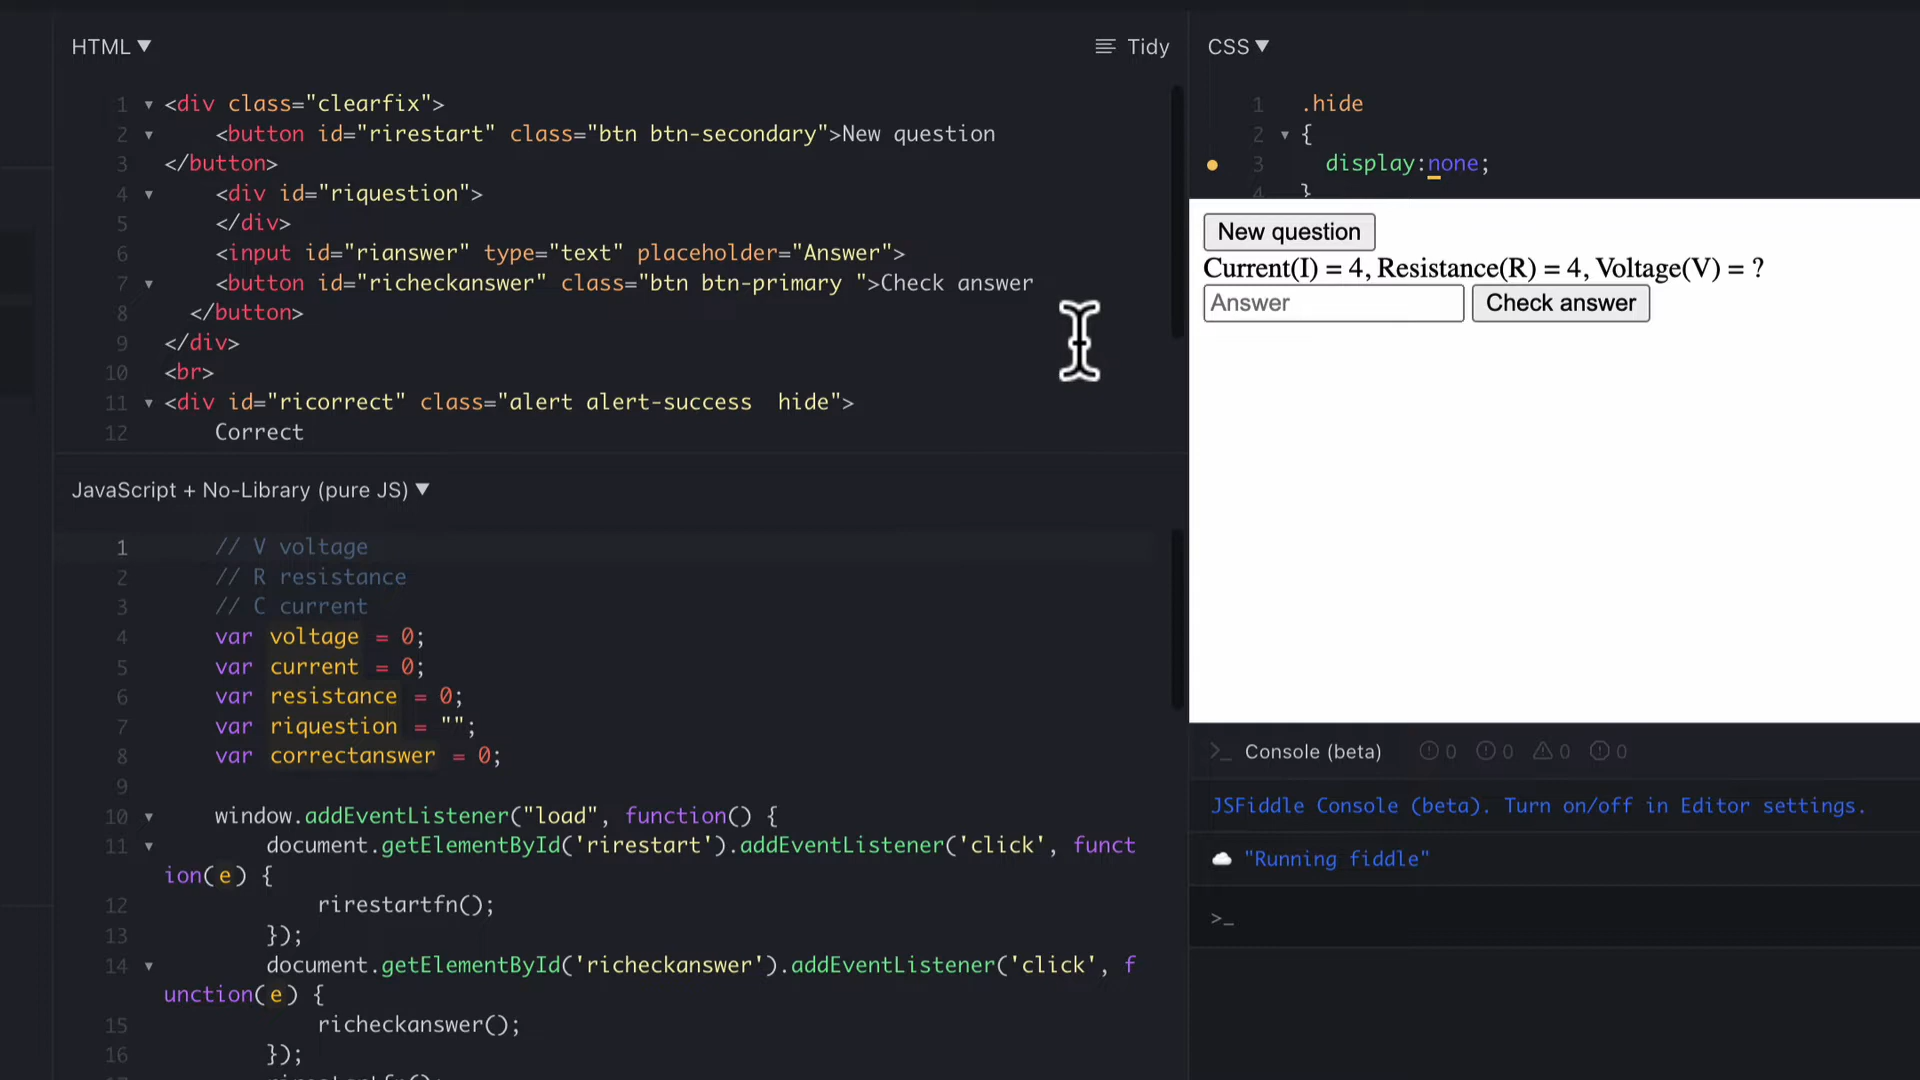 HTML ▼
Tidy
1 ▾ <div class="clearfix">
2 ▾ <button id="rirestart" class="btn btn-secondary">New question
3 </button>
4 ▾ <div id="riquestion">
5 </div>
6 <input id="rianswer" type="text" placeholder="Answer">
7 ▾ <button id="richeckanswer" class="btn btn-primary ">Check answer
8 </button>
9 </div>
10 <br>
11 ▾ <div id="ricorrect" class="alert alert-success  hide">
12 Correct
JavaScript + No-Library (pure JS) ▼
1 // V voltage
2 // R resistance
3 // C current
4 var voltage = 0;
5 var current = 0;
6 var resistance = 0;
7 var riquestion = "";
8 var correctanswer = 0;
9
10 ▾ window.addEventListener("load", function() {
11 ▾ document.getElementById('rirestart').addEventListener('click', funct
ion(e) {
12 rirestartfn();
13 });
14 ▾ document.getElementById('richeckanswer').addEventListener('click', f
unction(e) {
15 richeckanswer();
16 });
CSS ▼
1 .hide
2 ▾ {
3 display:none;
4 }
New question
Current(I) = 4, Resistance(R) = 4, Voltage(V) = ?
Answer Check answer
>_ Console (beta) 0 0 0 0
JSFiddle Console (beta). Turn on/off in Editor settings.
"Running fiddle"
>_